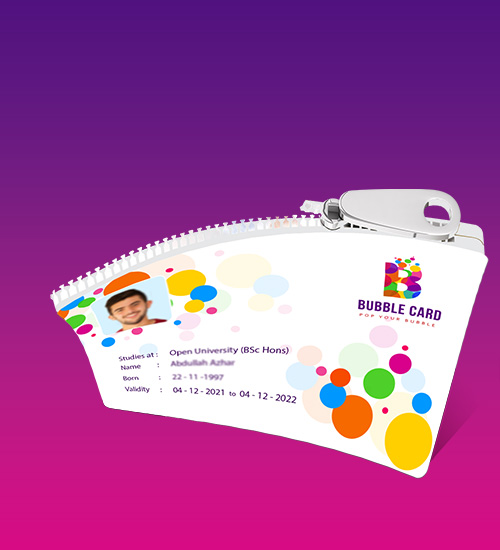 BUBBLE CARD
POP YOUR BUBBLE
Studies at : Open University (BSc Hons)
Name : Abdullah Azhar
Born : 22 - 11 -1997
Validity : 04 - 12 - 2021 to 04 - 12 - 2022